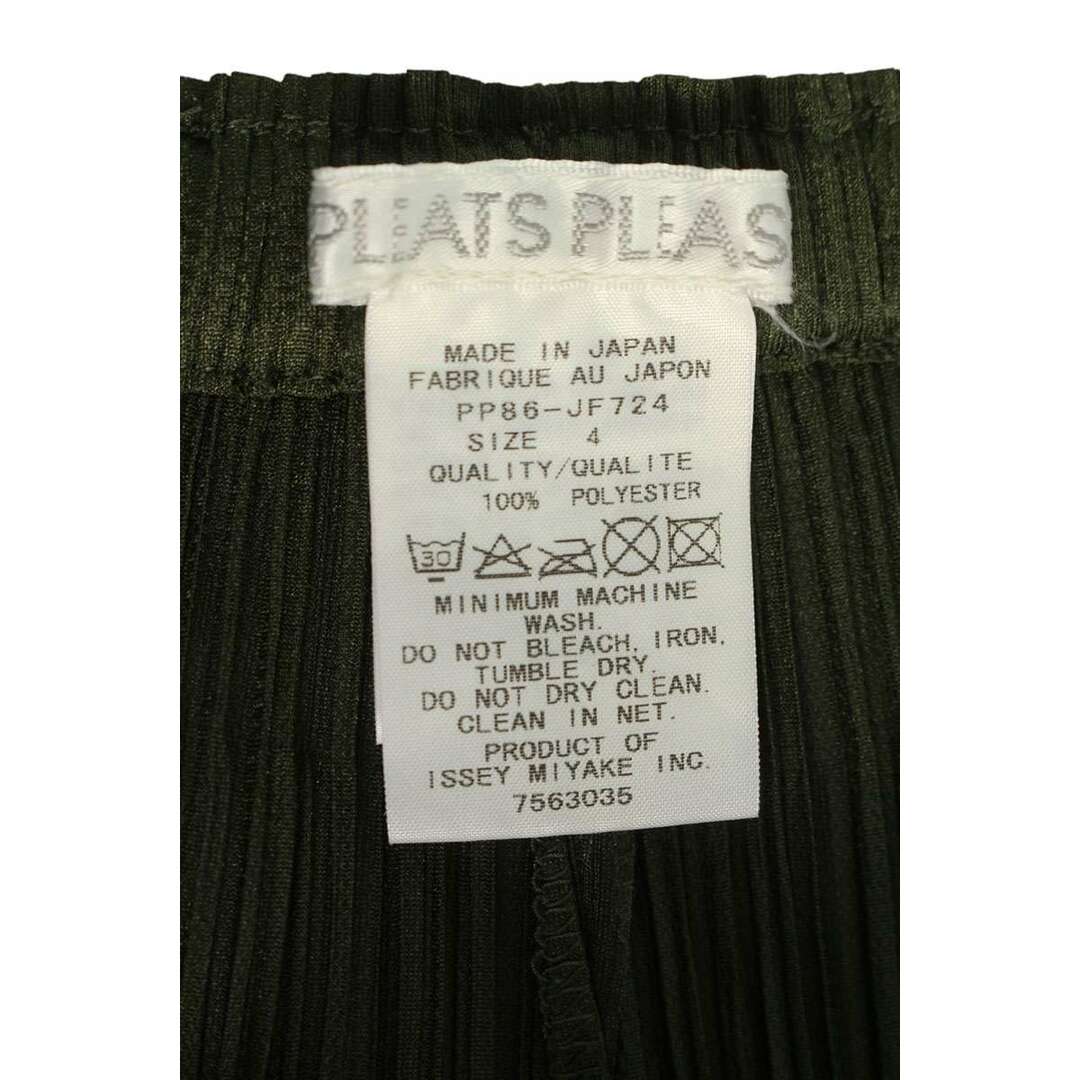 PLEATS PLEAS
MADE IN JAPAN
FABRIQUE AU JAPON
PP86-JF724
SIZE 4
QUALITY/QUALITE
100% POLYESTER
30
MINIMUM MACHINE
WASH.
DO NOT BLEACH, IRON,
TUMBLE DRY.
DO NOT DRY CLEAN.
CLEAN IN NET.
PRODUCT OF
ISSEY MIYAKE INC.
7563035